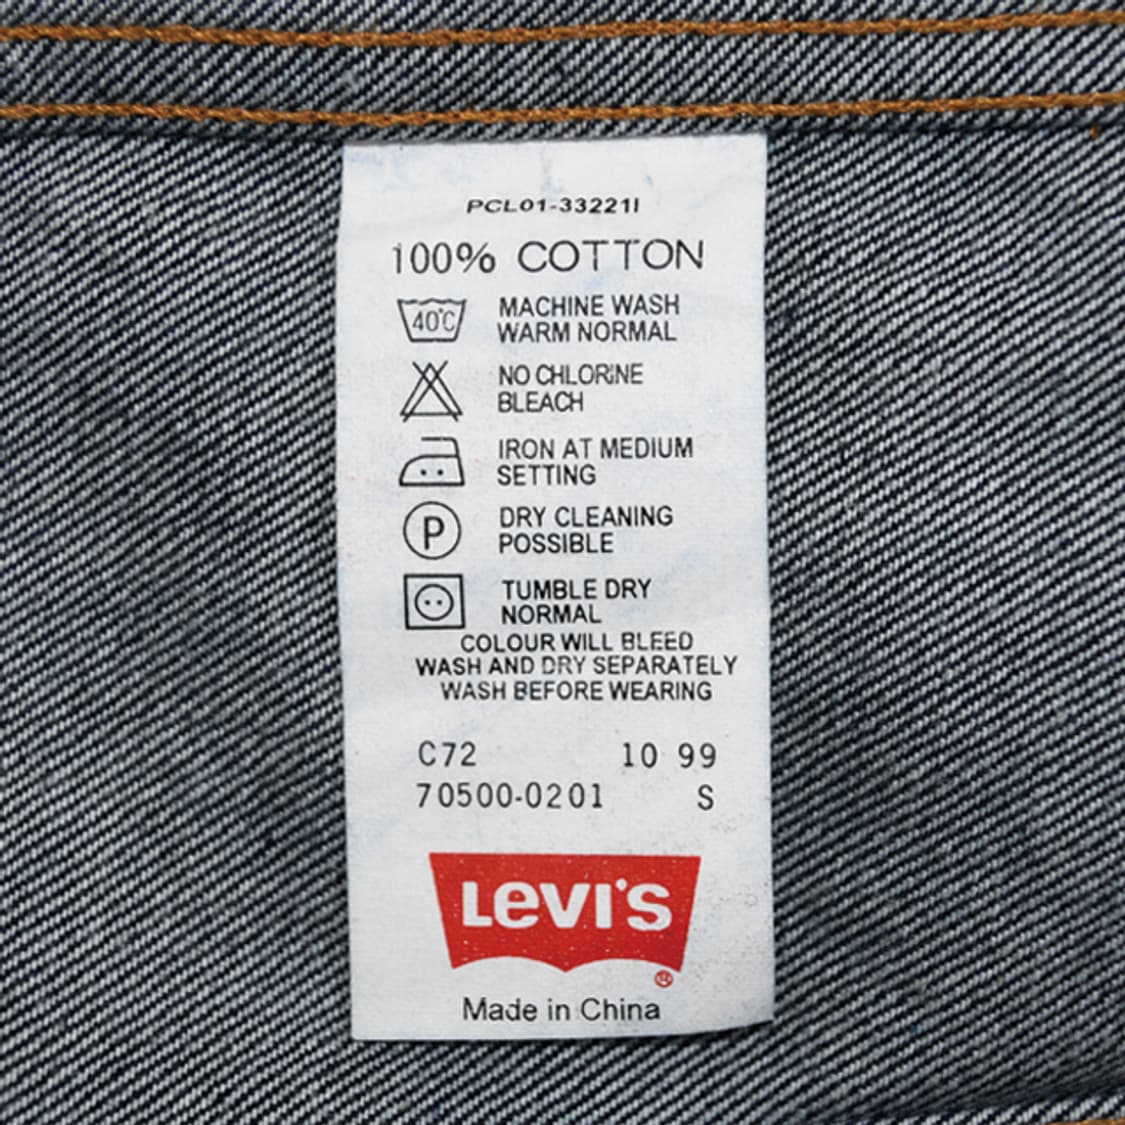 PCL01-33221I
100% COTTON
40°C
MACHINE WASH
WARM NORMAL
NO CHLORINE
BLEACH
IRON AT MEDIUM
SETTING
P
DRY CLEANING
POSSIBLE
TUMBLE DRY
NORMAL
COLOUR WILL BLEED
WASH AND DRY SEPARATELY
WASH BEFORE WEARING
C72 10 99
70500-0201 S
LEVI'S
®
Made in China